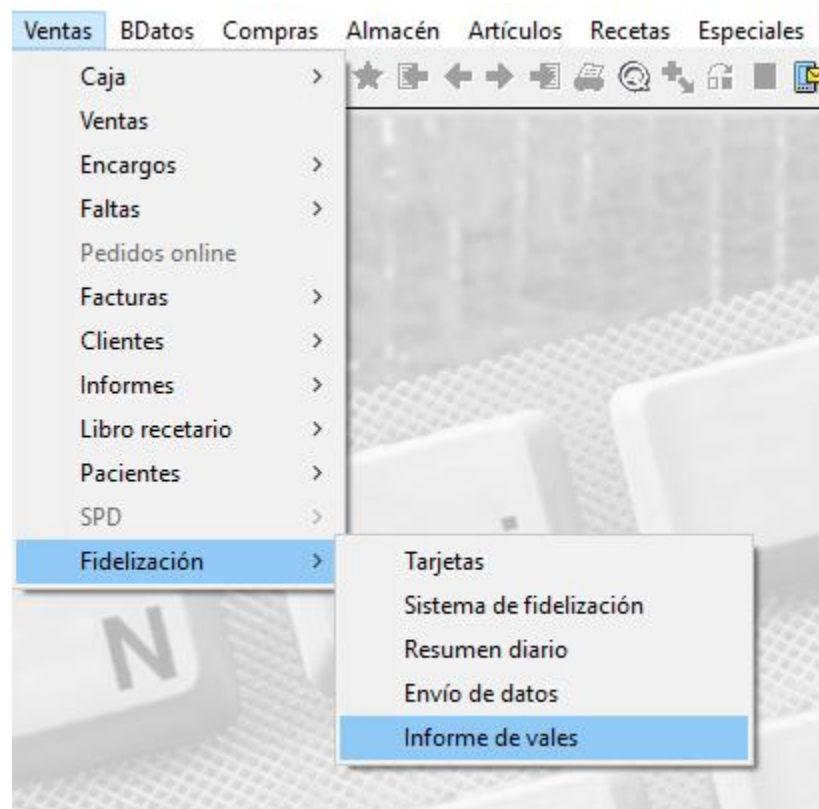 Ventas BDatos Compras Almacén Artículos Recetas Especiales
Caja
Ventas
Encargos
Faltas
Pedidos online
Facturas
Clientes
Informes
Libro recetario
Pacientes
SPD
Fidelización
Tarjetas
Sistema de fidelización
Resumen diario
Envío de datos
Informe de vales
N